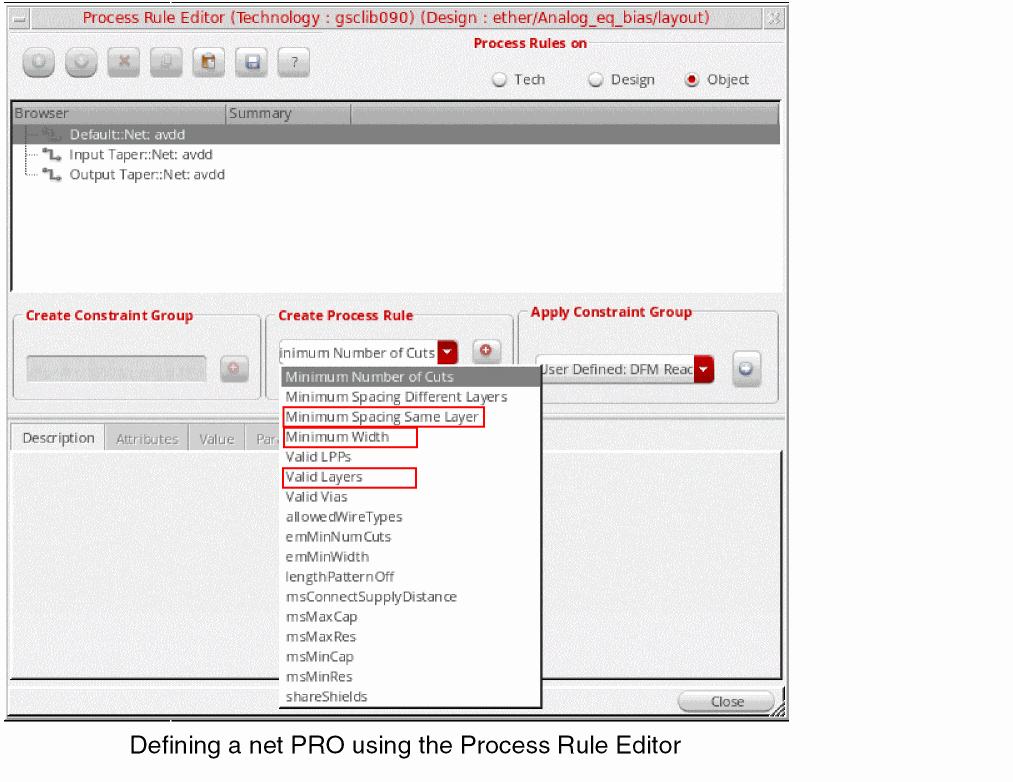 Process Rule Editor (Technology : gsclib090) (Design : ether/Analog_eq_bias/layout)
Process Rules on
?
Tech
Design
Object
Browser
Summary
Default::Net: avdd
Input Taper::Net: avdd
Output Taper::Net: avdd
Create Constraint Group
Create Process Rule
inimum Number of Cuts
Apply Constraint Group
User Defined: DFM Reac
Minimum Number of Cuts
Minimum Spacing Different Layers
Minimum Spacing Same Layer
Minimum Width
Valid LPPs
Valid Layers
Valid Vias
allowedWireTypes
emMinNumCuts
emMinWidth
lengthPatternOff
msConnectSupplyDistance
msMaxCap
msMaxRes
msMinCap
msMinRes
shareShields
Description
Attributes
Value
Par
Close
Defining a net PRO using the Process Rule Editor